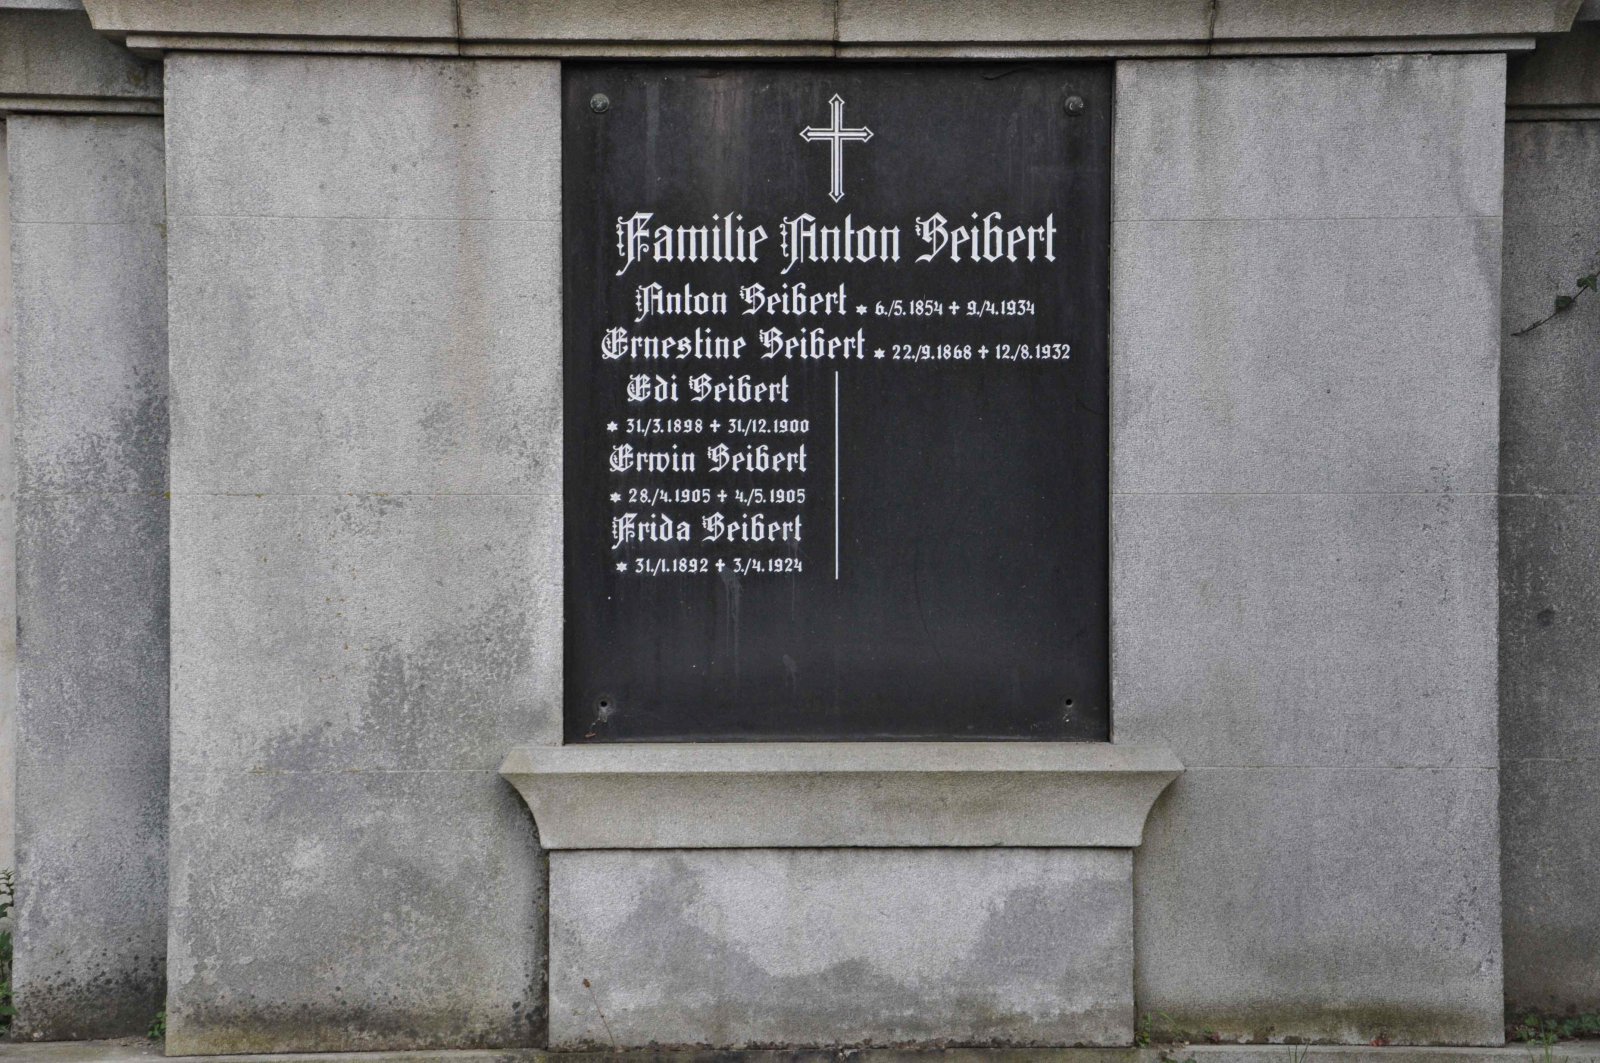 Familie Anton Seibert
Anton Seibert * 6./5.1854 ✝ 9./4.1934
Ernestine Seibert * 22./9.1868 ✝ 12./8.1932
Edi Seibert
* 31./3.1898 ✝ 31./12.1900
Erwin Seibert
* 28./4.1905 ✝ 4./5.1905
Frida Seibert
* 31./1.1892 ✝ 3./4.1924